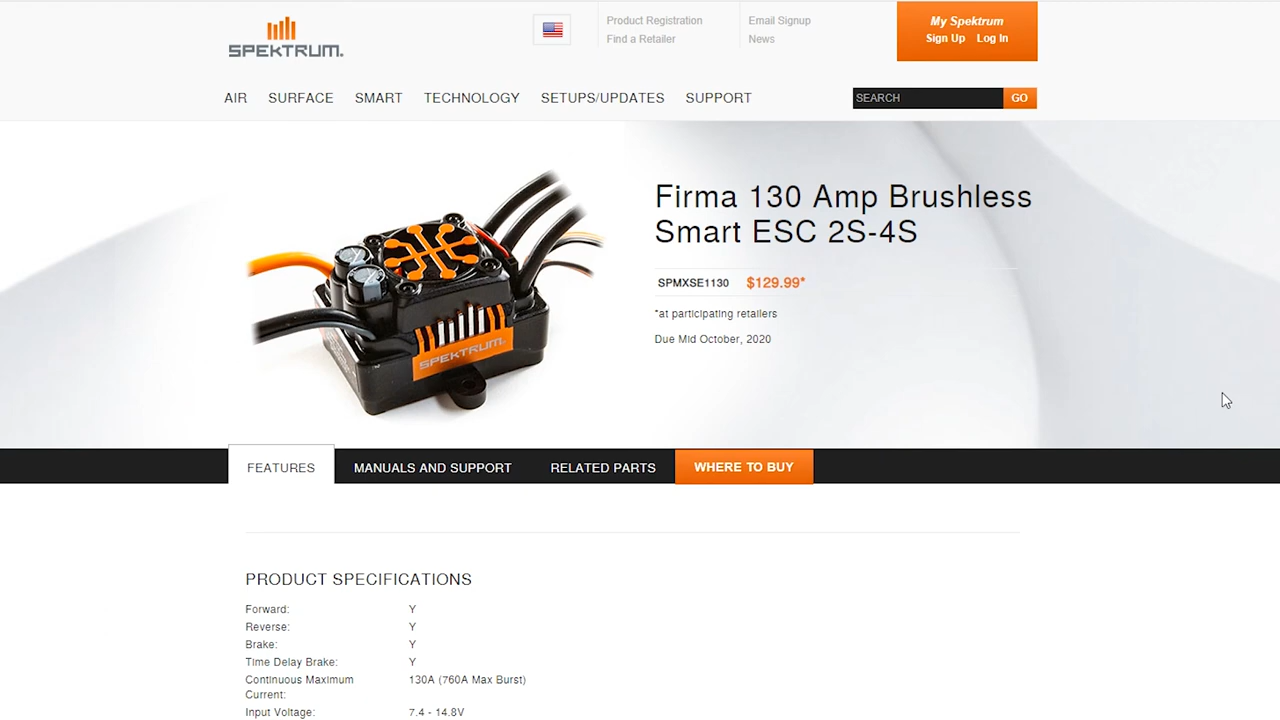 SPEKTRUM.
Product Registration
Find a Retailer
Email Signup
News
My Spektrum
Sign Up Log In
AIR SURFACE SMART TECHNOLOGY SETUPS/UPDATES SUPPORT
SEARCH GO
Firma 130 Amp Brushless
Smart ESC 2S-4S
SPMXSE1130 $129.99*
*at participating retailers
Due Mid October, 2020
SPEKTRUM.
FEATURES MANUALS AND SUPPORT RELATED PARTS WHERE TO BUY
PRODUCT SPECIFICATIONS
Forward: Y
Reverse: Y
Brake: Y
Time Delay Brake: Y
Continuous Maximum 130A (760A Max Burst)
Current:
Input Voltage: 7.4 - 14.8V